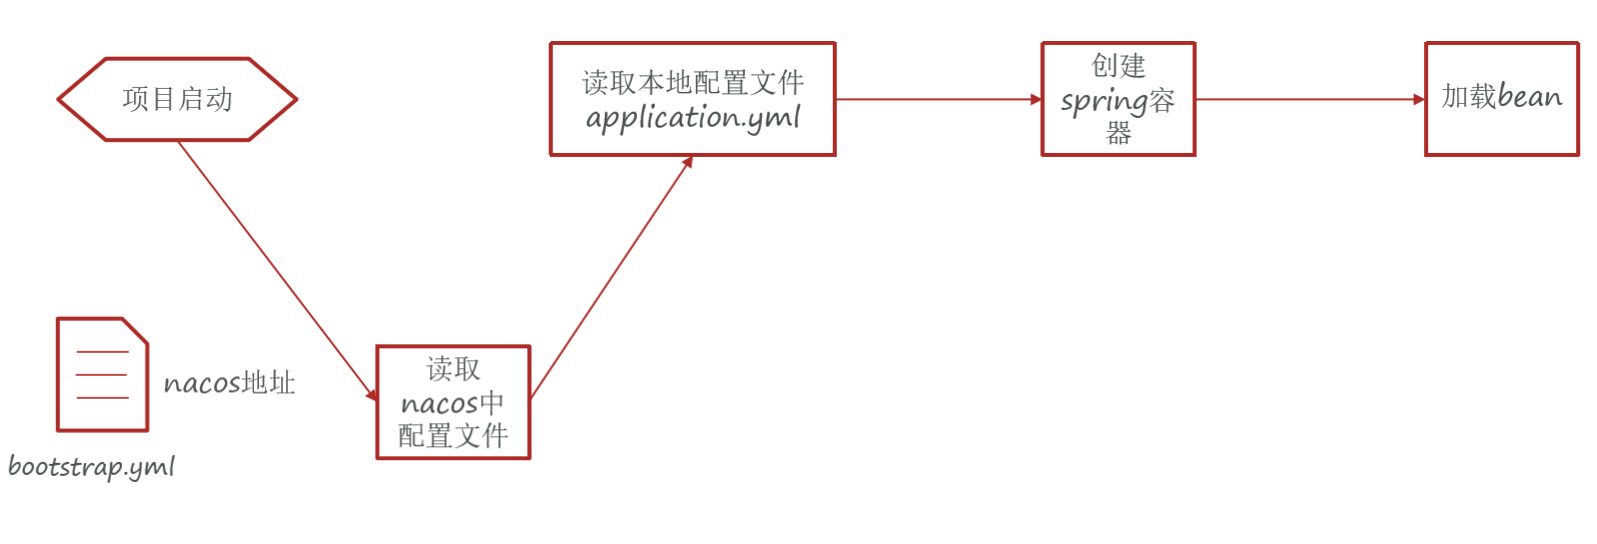 项目启动
读取本地配置文件
application.yml
创建
spring容
器
加载bean
nacos地址
bootstrap.yml
读取
nacos中
配置文件